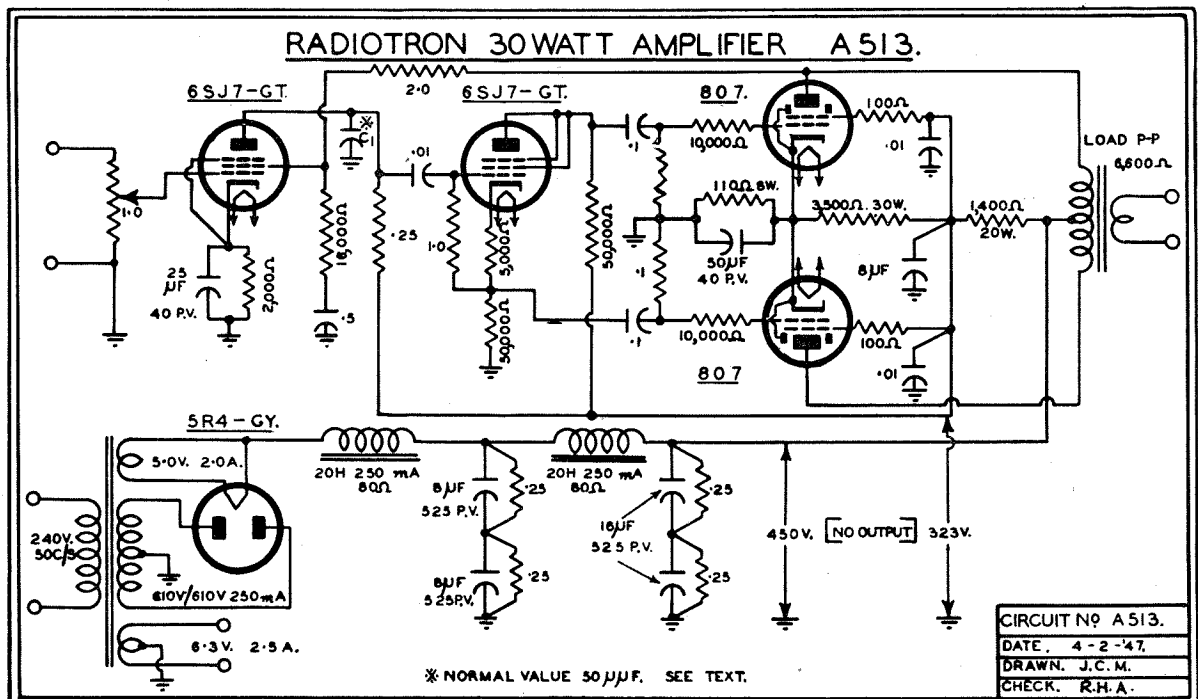 RADIOTRON 30 WATT AMPLIFIER A513.
6SJ7-GT.
2.0
6SJ7-GT.
807.
100Ω
.01
LOAD P-P
6,600Ω
※
.01
.1
10,000Ω
1.0
18,000Ω
.25
1.0
5,000Ω
50,000Ω
110Ω 8W.
3,500Ω 30W.
1,400Ω
20W.
25
µF
40 P.V.
2,000Ω
.5
50,000Ω
.1
50µF
40 P.V.
8µF
.1
10,000Ω
100Ω
.01
807
5R4-GY.
5.0V. 2.0A.
20H 250 mA
80Ω
20H 250 mA
80Ω
8µF
525 P.V.
.25
16µF
525 P.V.
.25
240V.
50C/S
450V.
[NO OUTPUT]
323V.
610V/610V 250mA
8µF
525P.V.
.25
.25
6.3V. 2.5A.
※ NORMAL VALUE 50 µµF. SEE TEXT.
CIRCUIT Nº A513.
DATE. 4-2-'47.
DRAWN. J.C.M.
CHECK. R.H.A.